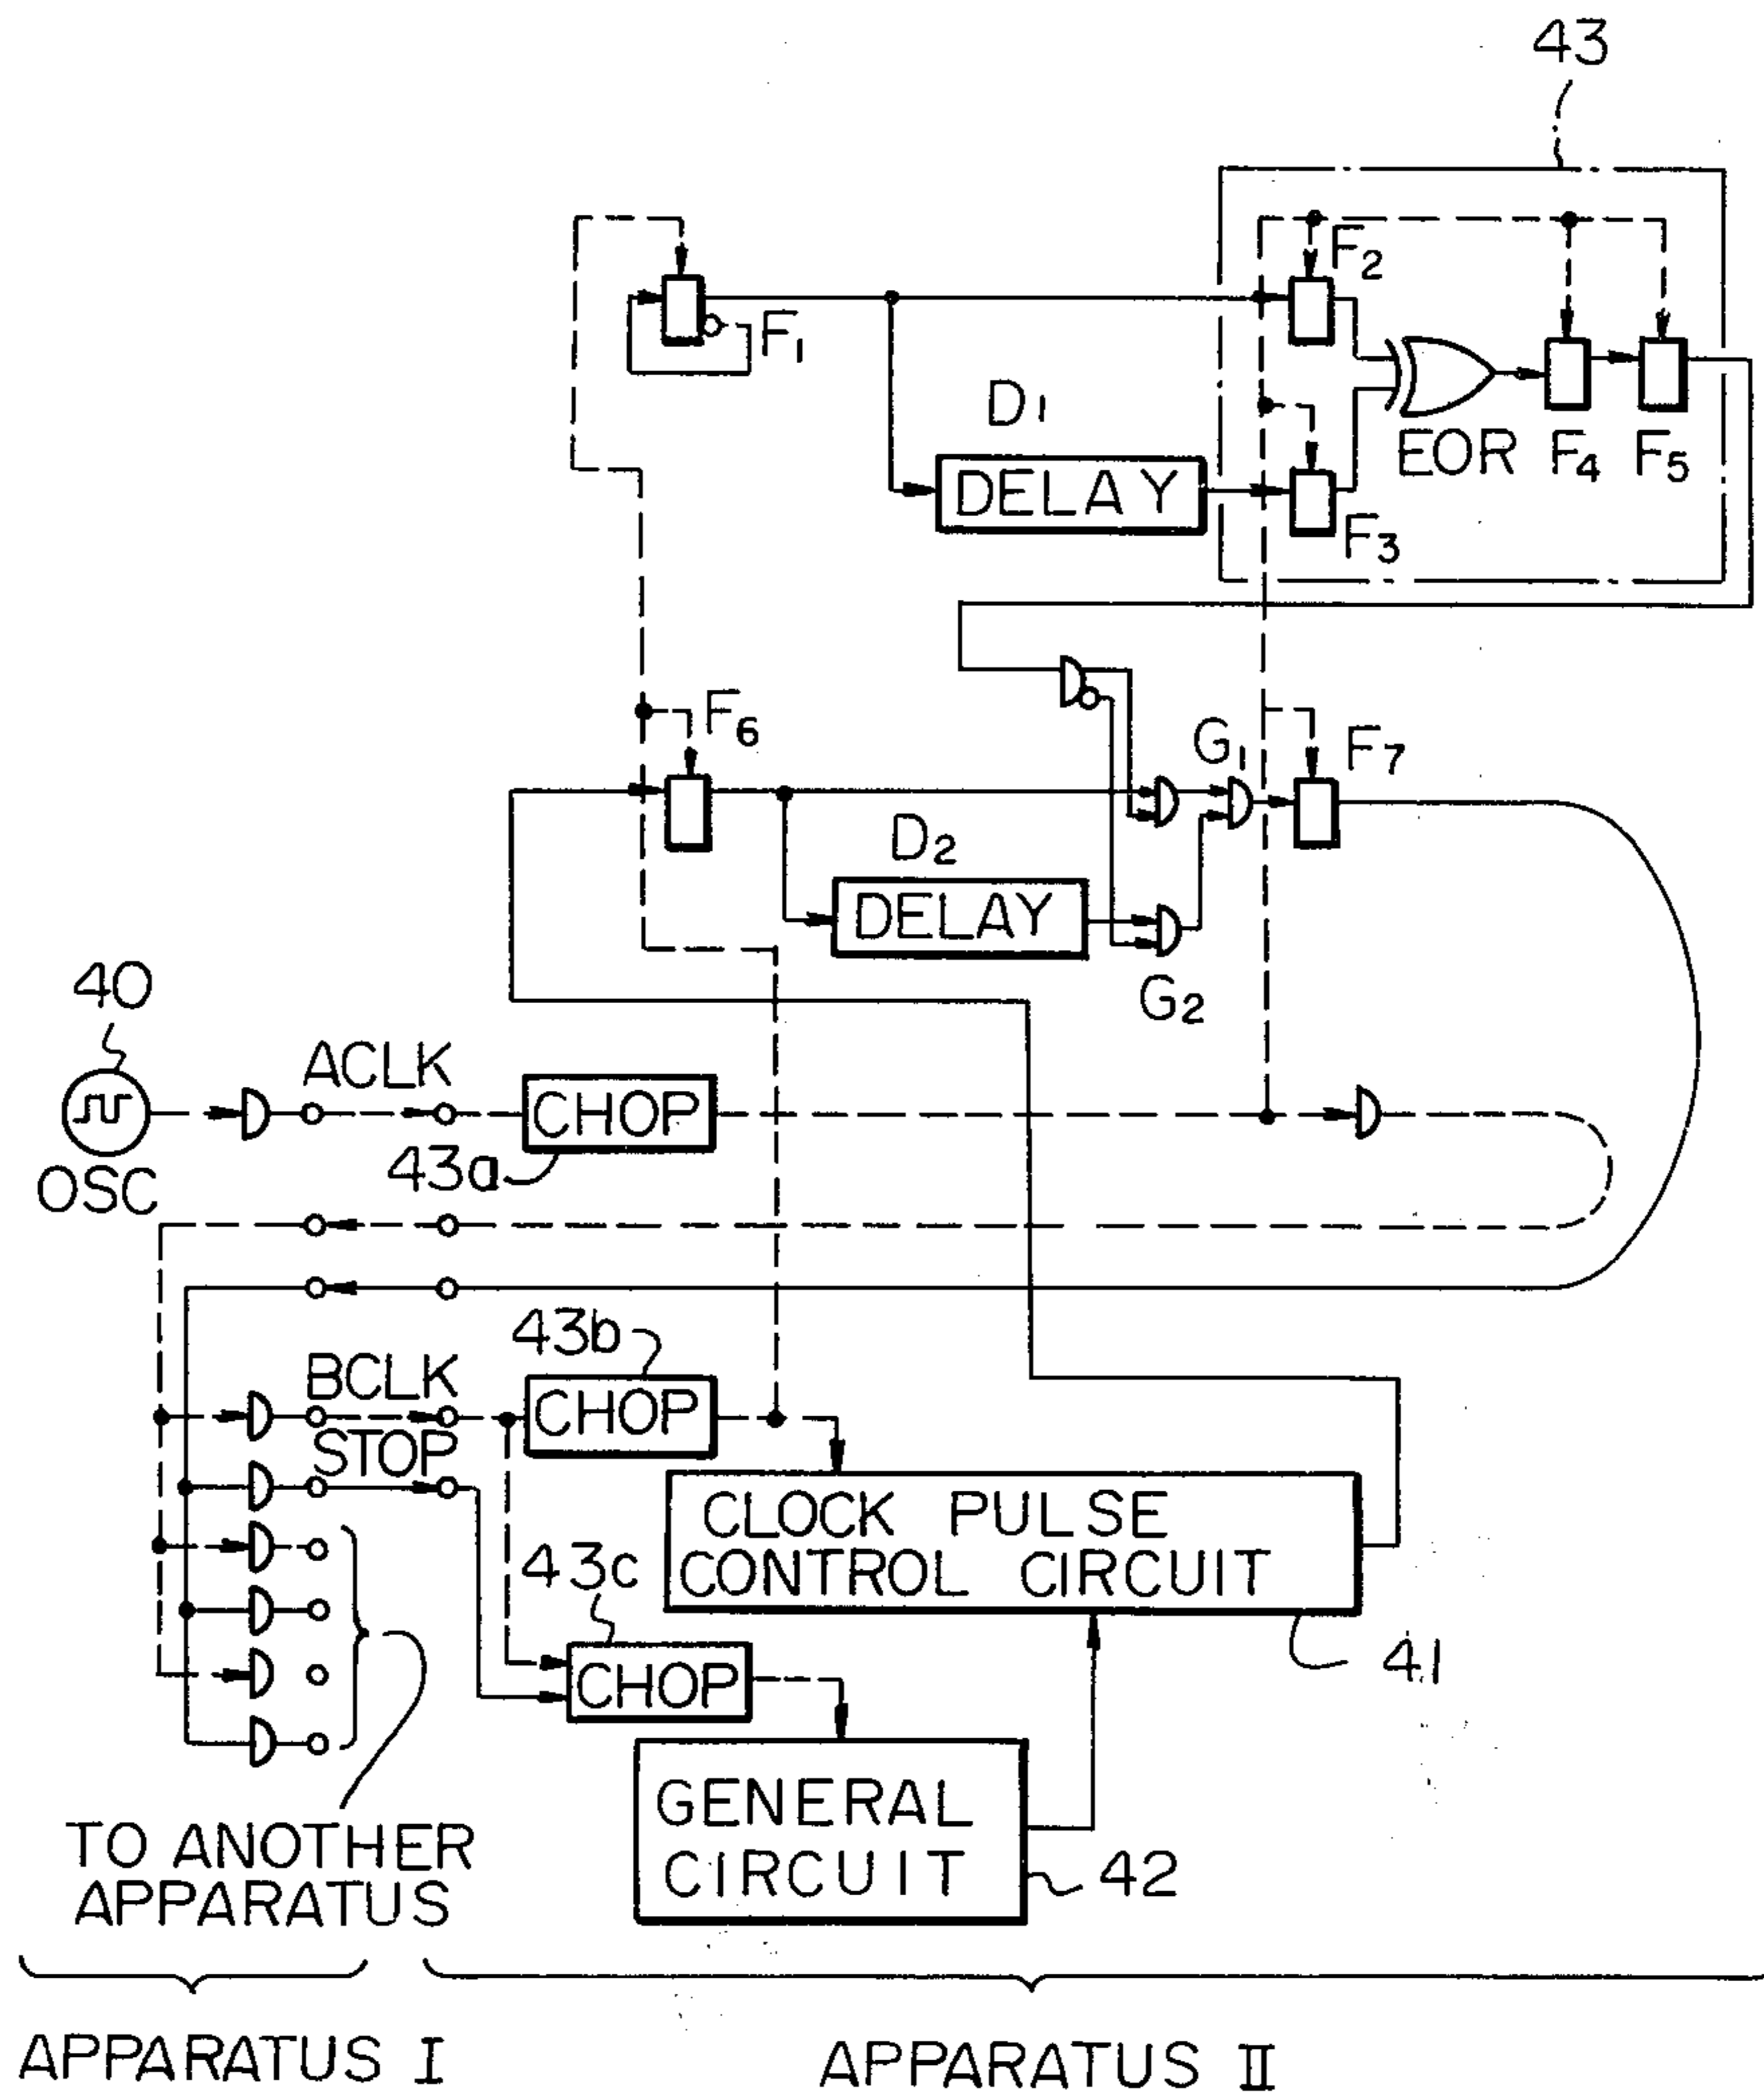 43
F2
F1
D1
DELAY
EOR
F4
F5
F3
F6
G1
F7
D2
DELAY
G2
40
ACLK
CHOP
43a
OSC
43b
BCLK
CHOP
STOP
CLOCK PULSE
CONTROL CIRCUIT
43c
CHOP
41
GENERAL
CIRCUIT
42
TO ANOTHER
APPARATUS
APPARATUS I
APPARATUS II